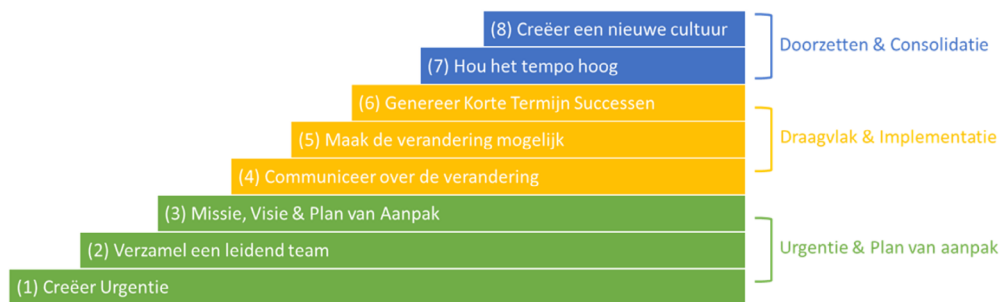 (8) Creëer een nieuwe cultuur
(7) Hou het tempo hoog
Doorzetten & Consolidatie
(6) Genereer Korte Termijn Successen
(5) Maak de verandering mogelijk
(4) Communiceer over de verandering
Draagvlak & Implementatie
(3) Missie, Visie & Plan van Aanpak
(2) Verzamel een leidend team
(1) Creëer Urgentie
Urgentie & Plan van aanpak